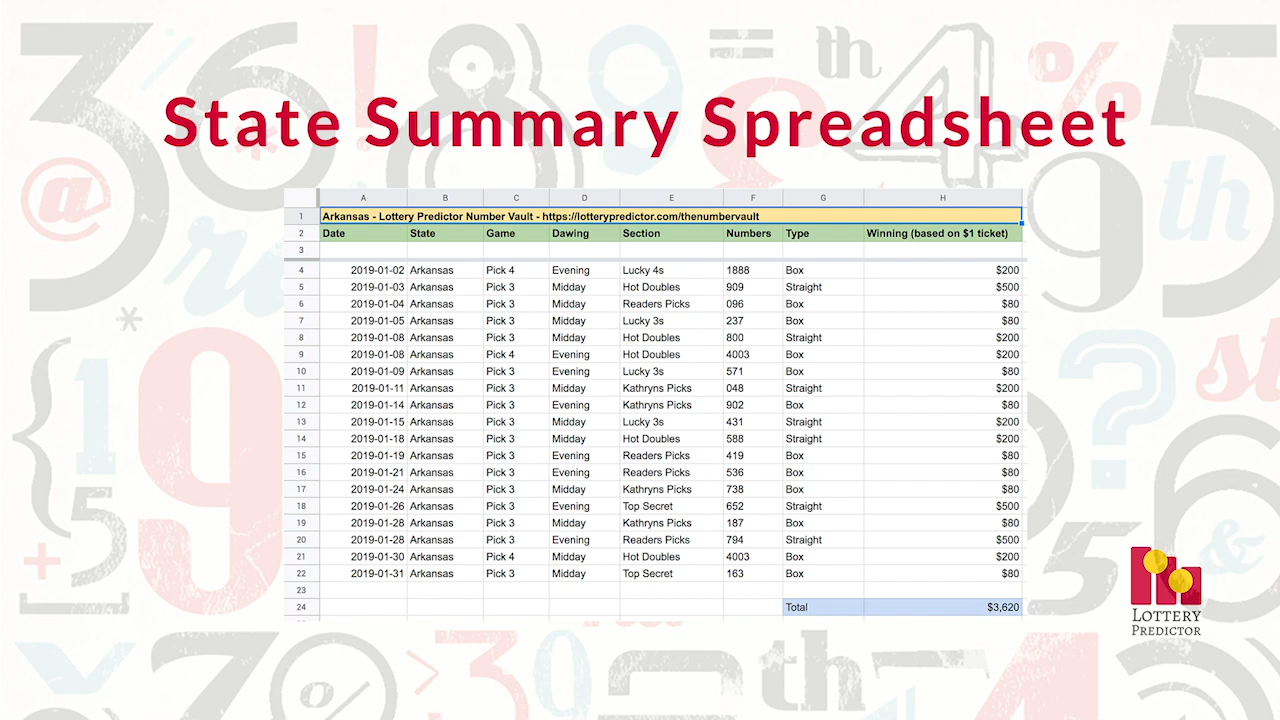 State Summary Spreadsheet
A B C D E F G H
1 Arkansas - Lottery Predictor Number Vault - https://lotterypredictor.com/thenumbervault
2 Date State Game Dawing Section Numbers Type Winning (based on $1 ticket)
3
4 2019-01-02 Arkansas Pick 4 Evening Lucky 4s 1888 Box $200
5 2019-01-03 Arkansas Pick 3 Midday Hot Doubles 909 Straight $500
6 2019-01-04 Arkansas Pick 3 Midday Readers Picks 096 Box $80
7 2019-01-05 Arkansas Pick 3 Midday Lucky 3s 237 Box $80
8 2019-01-08 Arkansas Pick 3 Midday Hot Doubles 800 Straight $200
9 2019-01-08 Arkansas Pick 4 Evening Hot Doubles 4003 Box $200
10 2019-01-09 Arkansas Pick 3 Evening Lucky 3s 571 Box $80
11 2019-01-11 Arkansas Pick 3 Midday Kathryns Picks 048 Straight $200
12 2019-01-14 Arkansas Pick 3 Evening Kathryns Picks 902 Box $80
13 2019-01-15 Arkansas Pick 3 Midday Lucky 3s 431 Straight $200
14 2019-01-18 Arkansas Pick 3 Midday Hot Doubles 588 Straight $200
15 2019-01-19 Arkansas Pick 3 Evening Readers Picks 419 Box $80
16 2019-01-21 Arkansas Pick 3 Evening Readers Picks 536 Box $80
17 2019-01-24 Arkansas Pick 3 Midday Kathryns Picks 738 Box $80
18 2019-01-26 Arkansas Pick 3 Evening Top Secret 652 Straight $500
19 2019-01-28 Arkansas Pick 3 Midday Kathryns Picks 187 Box $80
20 2019-01-28 Arkansas Pick 3 Evening Readers Picks 794 Straight $500
21 2019-01-30 Arkansas Pick 4 Midday Hot Doubles 4003 Box $200
22 2019-01-31 Arkansas Pick 3 Midday Top Secret 163 Box $80
23
24 Total $3,620
LOTTERY
PREDICTOR